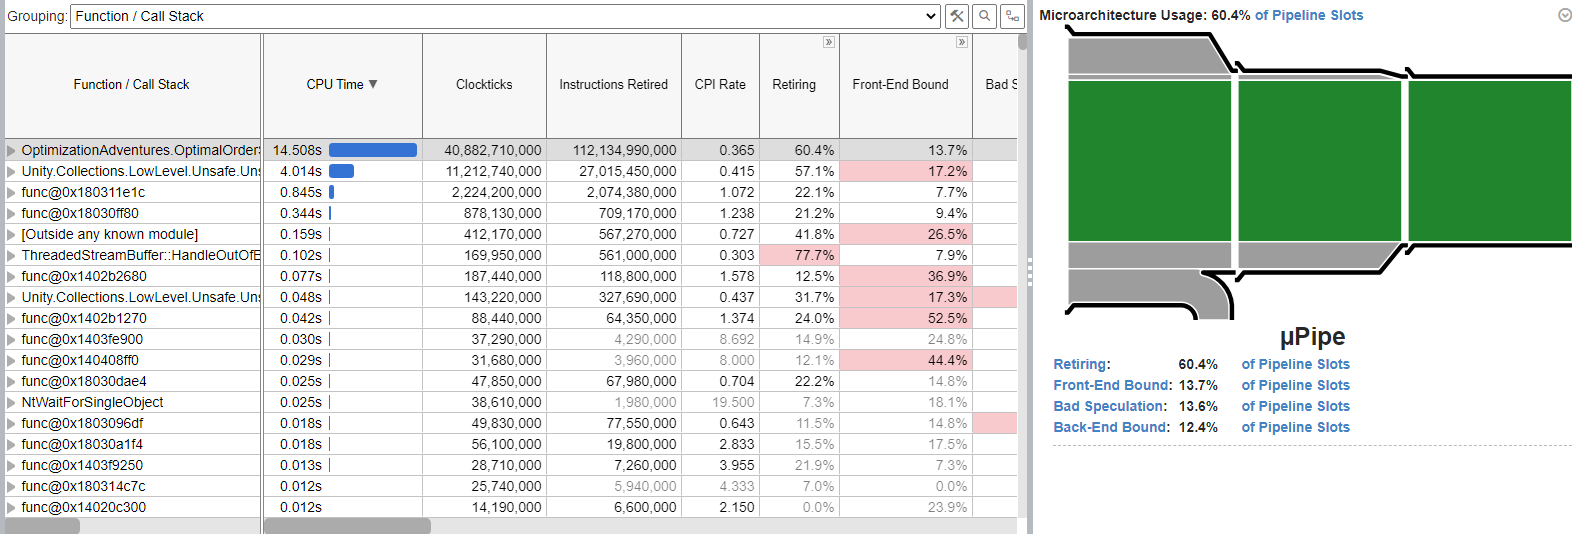 Grouping: Function / Call Stack
Function / Call Stack CPU Time Clockticks Instructions Retired CPI Rate Retiring Front-End Bound Bad S
OptimizationAdventures.OptimalOrderS 14.508s 40,882,710,000 112,134,990,000 0.365 60.4% 13.7%
Unity.Collections.LowLevel.Unsafe.Uns 4.014s 11,212,740,000 27,015,450,000 0.415 57.1% 17.2%
func@0x180311e1c 0.845s 2,224,200,000 2,074,380,000 1.072 22.1% 7.7%
func@0x18030ff80 0.344s 878,130,000 709,170,000 1.238 21.2% 9.4%
[Outside any known module] 0.159s 412,170,000 567,270,000 0.727 41.8% 26.5%
ThreadedStreamBuffer::HandleOutOfE 0.102s 169,950,000 561,000,000 0.303 77.7% 7.9%
func@0x1402b2680 0.077s 187,440,000 118,800,000 1.578 12.5% 36.9%
Unity.Collections.LowLevel.Unsafe.Uns 0.048s 143,220,000 327,690,000 0.437 31.7% 17.3%
func@0x1402b1270 0.042s 88,440,000 64,350,000 1.374 24.0% 52.5%
func@0x1403fe900 0.030s 37,290,000 4,290,000 8.692 14.9% 24.8%
func@0x140408ff0 0.029s 31,680,000 3,960,000 8.000 12.1% 44.4%
func@0x18030dae4 0.025s 47,850,000 67,980,000 0.704 22.2% 14.8%
NtWaitForSingleObject 0.025s 38,610,000 1,980,000 19.500 7.3% 18.1%
func@0x1803096df 0.018s 49,830,000 77,550,000 0.643 11.5% 14.8%
func@0x18030a1f4 0.018s 56,100,000 19,800,000 2.833 15.5% 17.5%
func@0x1403f9250 0.013s 28,710,000 7,260,000 3.955 21.9% 7.3%
func@0x180314c7c 0.012s 25,740,000 5,940,000 4.333 7.0% 0.0%
func@0x14020c300 0.012s 14,190,000 6,600,000 2.150 0.0% 23.9%
Microarchitecture Usage: 60.4% of Pipeline Slots
µPipe
Retiring: 60.4% of Pipeline Slots
Front-End Bound: 13.7% of Pipeline Slots
Bad Speculation: 13.6% of Pipeline Slots
Back-End Bound: 12.4% of Pipeline Slots